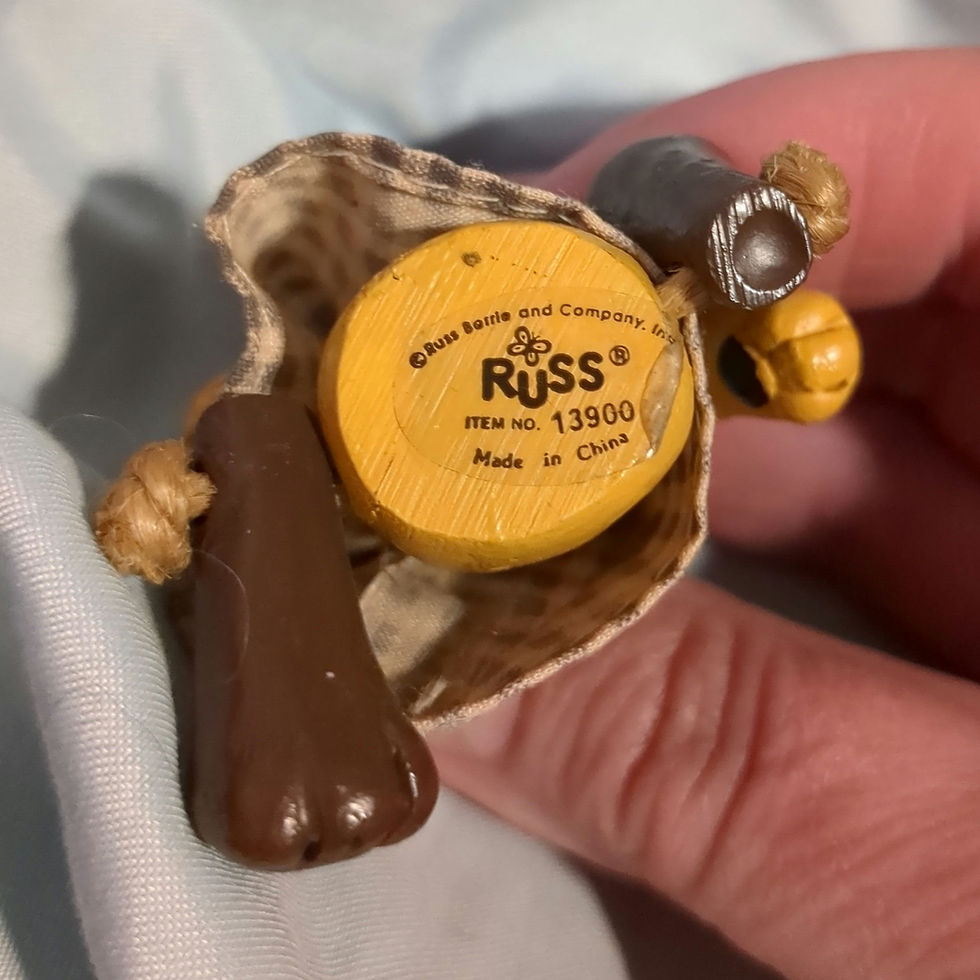 ©Russ Berrie and Company, Inc.
RUSS®
ITEM NO. 13900
Made in China